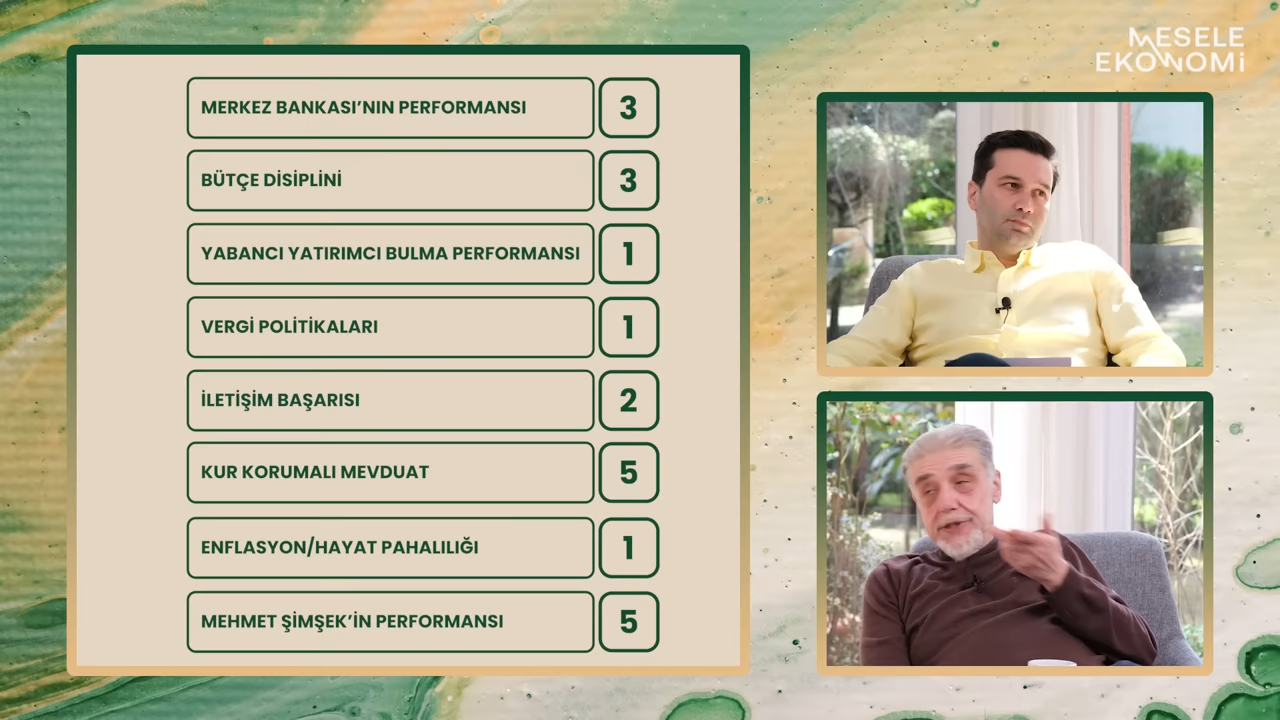 MESELE
EKONOMİ
MERKEZ BANKASI’NIN PERFORMANSI 3
BÜTÇE DİSİPLİNİ 3
YABANCI YATIRIMCI BULMA PERFORMANSI 1
VERGİ POLİTİKALARI 1
İLETİŞİM BAŞARISI 2
KUR KORUMALI MEVDUAT 5
ENFLASYON/HAYAT PAHALILIĞI 1
MEHMET ŞİMŞEK’İN PERFORMANSI 5